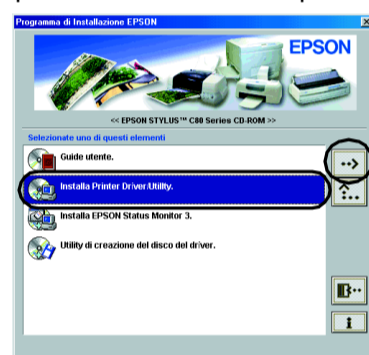 Programma di Installazione EPSON
EPSON
<< EPSON STYLUS™ C80 Series CD-ROM >>
Selezionate uno di questi elementi
Guide utente.
Installa Printer Driver/Utility.
Installa EPSON Status Monitor 3.
Utility di creazione del disco del driver.
i